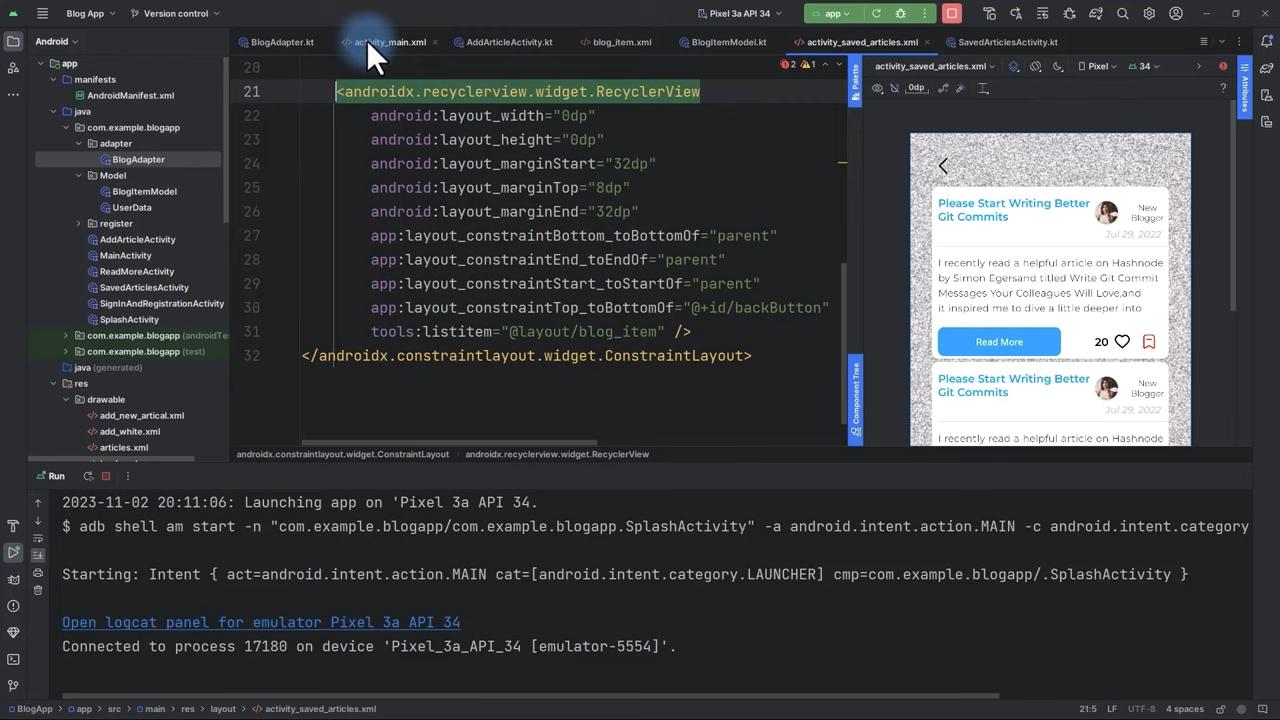 Blog App
Version control
Pixel 3a API 34
app
Android
BlogAdapter.kt
activity_main.xml
AddArticleActivity.kt
blog_item.xml
BlogItemModel.kt
activity_saved_articles.xml
SavedArticlesActivity.kt
app
manifests
AndroidManifest.xml
java
com.example.blogapp
adapter
BlogAdapter
Model
BlogItemModel
UserData
register
AddArticleActivity
MainActivity
ReadMoreActivity
SavedArticlesActivity
SignInAndRegistrationActivity
SplashActivity
com.example.blogapp (androidTes
com.example.blogapp (test)
java (generated)
res
drawable
add_new_artical.xml
add_white.xml
articles.xml
2 1
20
21 <androidx.recyclerview.widget.RecyclerView
22 android:layout_width="0dp"
23 android:layout_height="0dp"
24 android:layout_marginStart="32dp"
25 android:layout_marginTop="8dp"
26 android:layout_marginEnd="32dp"
27 app:layout_constraintBottom_toBottomOf="parent"
28 app:layout_constraintEnd_toEndOf="parent"
29 app:layout_constraintStart_toStartOf="parent"
30 app:layout_constraintTop_toBottomOf="@+id/backButton"
31 tools:listitem="@layout/blog_item" />
32 </androidx.constraintlayout.widget.ConstraintLayout>
androidx.constraintlayout.widget.ConstraintLayout
androidx.recyclerview.widget.RecyclerView
Palette
Component Tree
activity_saved_articles.xml
Pixel
34
0dp
?
Attributes
Please Start Writing Better
Git Commits
New
Blogger
Jul 29, 2022
I recently read a helpful article on Hashnode
by Simon Egersand titled Write Git Commit
Messages Your Colleagues Will Love,and
it inspired me to dive a little deeper into
Read More
20
Please Start Writing Better
Git Commits
New
Blogger
Jul 29, 2022
I recently read a helpful article on Hashnode
Run
2023-11-02 20:11:06: Launching app on 'Pixel 3a API 34.
$ adb shell am start -n "com.example.blogapp/com.example.blogapp.SplashActivity" -a android.intent.action.MAIN -c android.intent.category
Starting: Intent { act=android.intent.action.MAIN cat=[android.intent.category.LAUNCHER] cmp=com.example.blogapp/.SplashActivity }
Open logcat panel for emulator Pixel 3a API 34
Connected to process 17180 on device 'Pixel_3a_API_34 [emulator-5554]'.
BlogApp
app
src
main
res
layout
activity_saved_articles.xml
21:5
LF
UTF-8
4 spaces